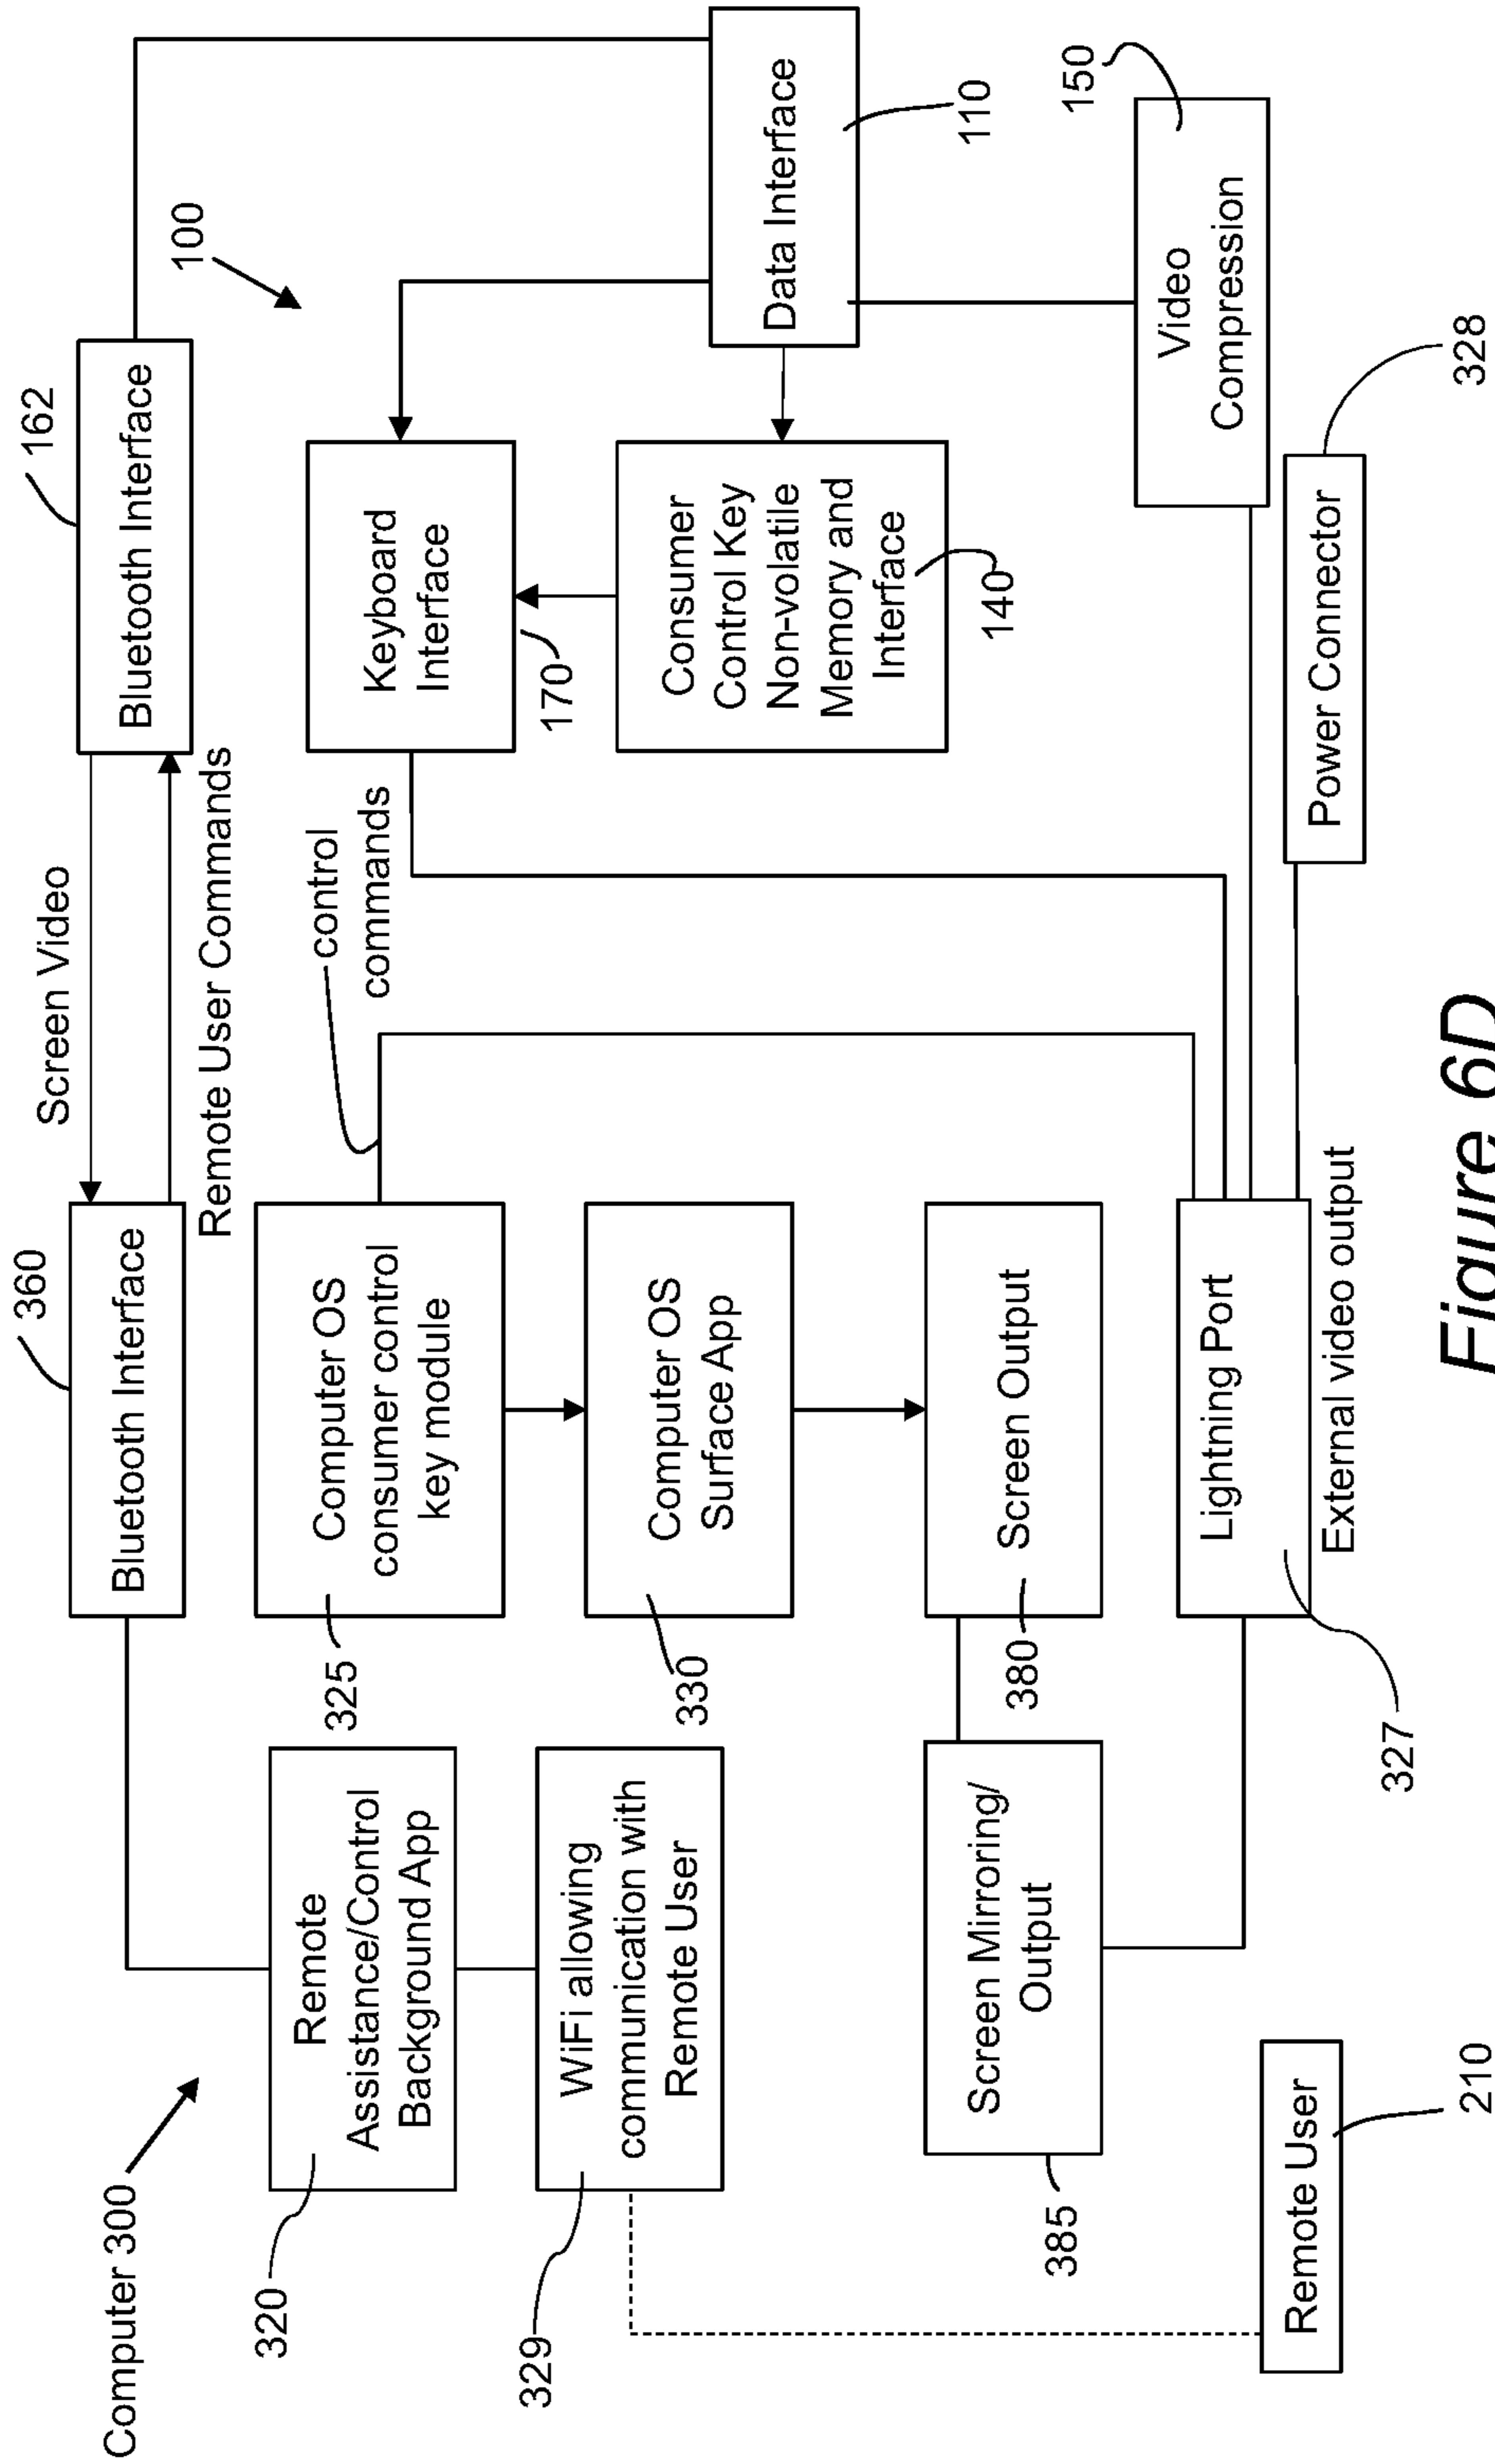 Computer 300
360
Bluetooth Interface
Screen Video
Remote User Commands
162
Bluetooth Interface
100
320
Remote
Assistance/Control
Background App
325
Computer OS
consumer control
key module
control
commands
Keyboard
Interface
170
329
WiFi allowing
communication with
Remote User
330
Computer OS
Surface App
Consumer
Control Key
Non-volatile
Memory and
Interface
140
Data Interface
110
385
Screen Mirroring/
Output
380
Screen Output
150
Video
Compression
Remote User
210
327
Lightning Port
External video output
Power Connector
328
Figure 6D